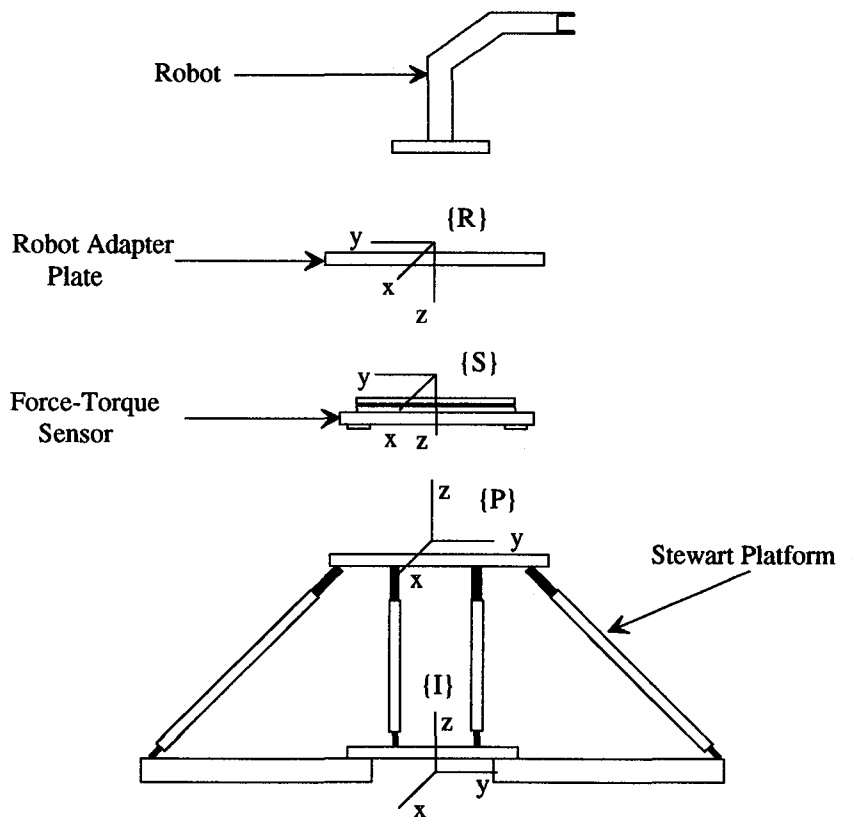 Robot
{R}
y
Robot Adapter
Plate
x
z
{S}
y
Force-Torque
Sensor
x z
z {P}
y
x
Stewart Platform
{I}
z
y
x